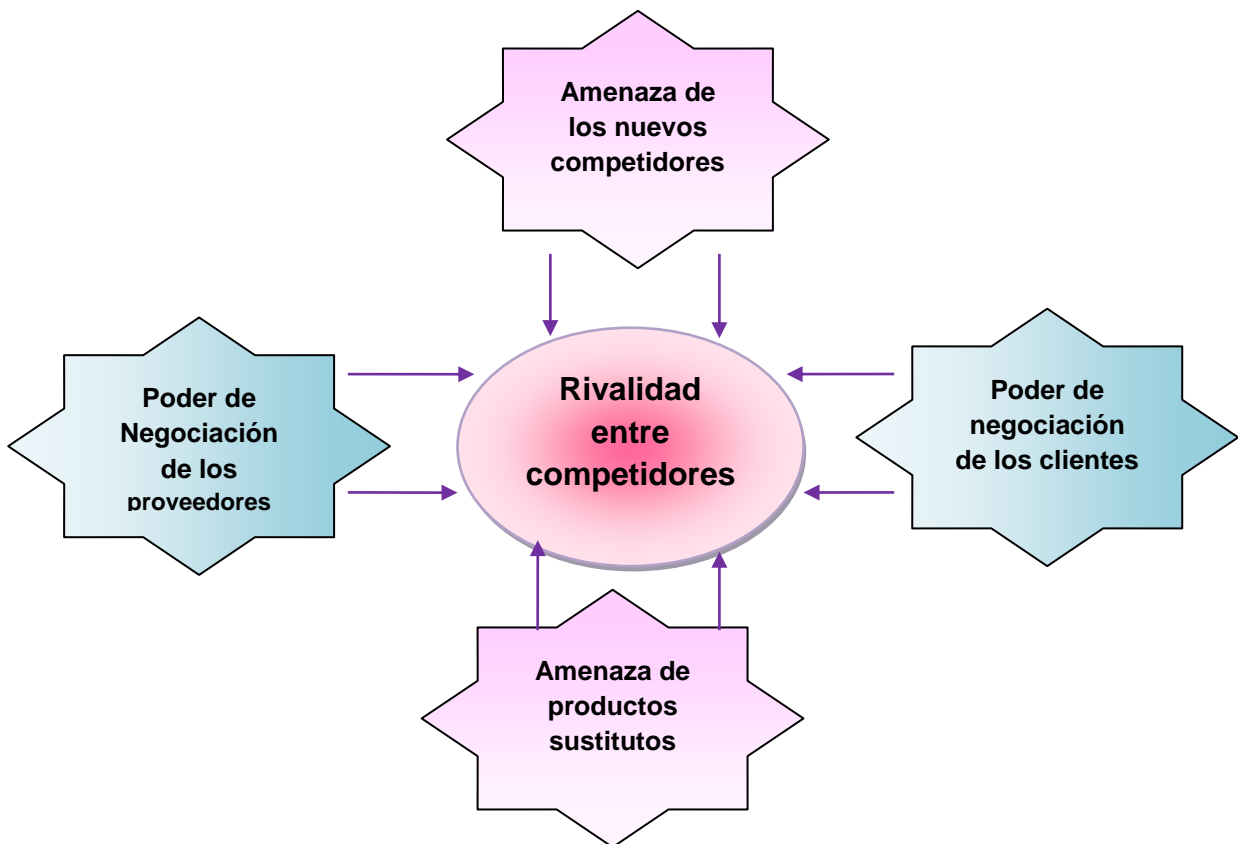 Amenaza de
los nuevos
competidores
Poder de
Negociación
de los
proveedores
Rivalidad
entre
competidores
Poder de
negociación
de los clientes
Amenaza de
productos
sustitutos